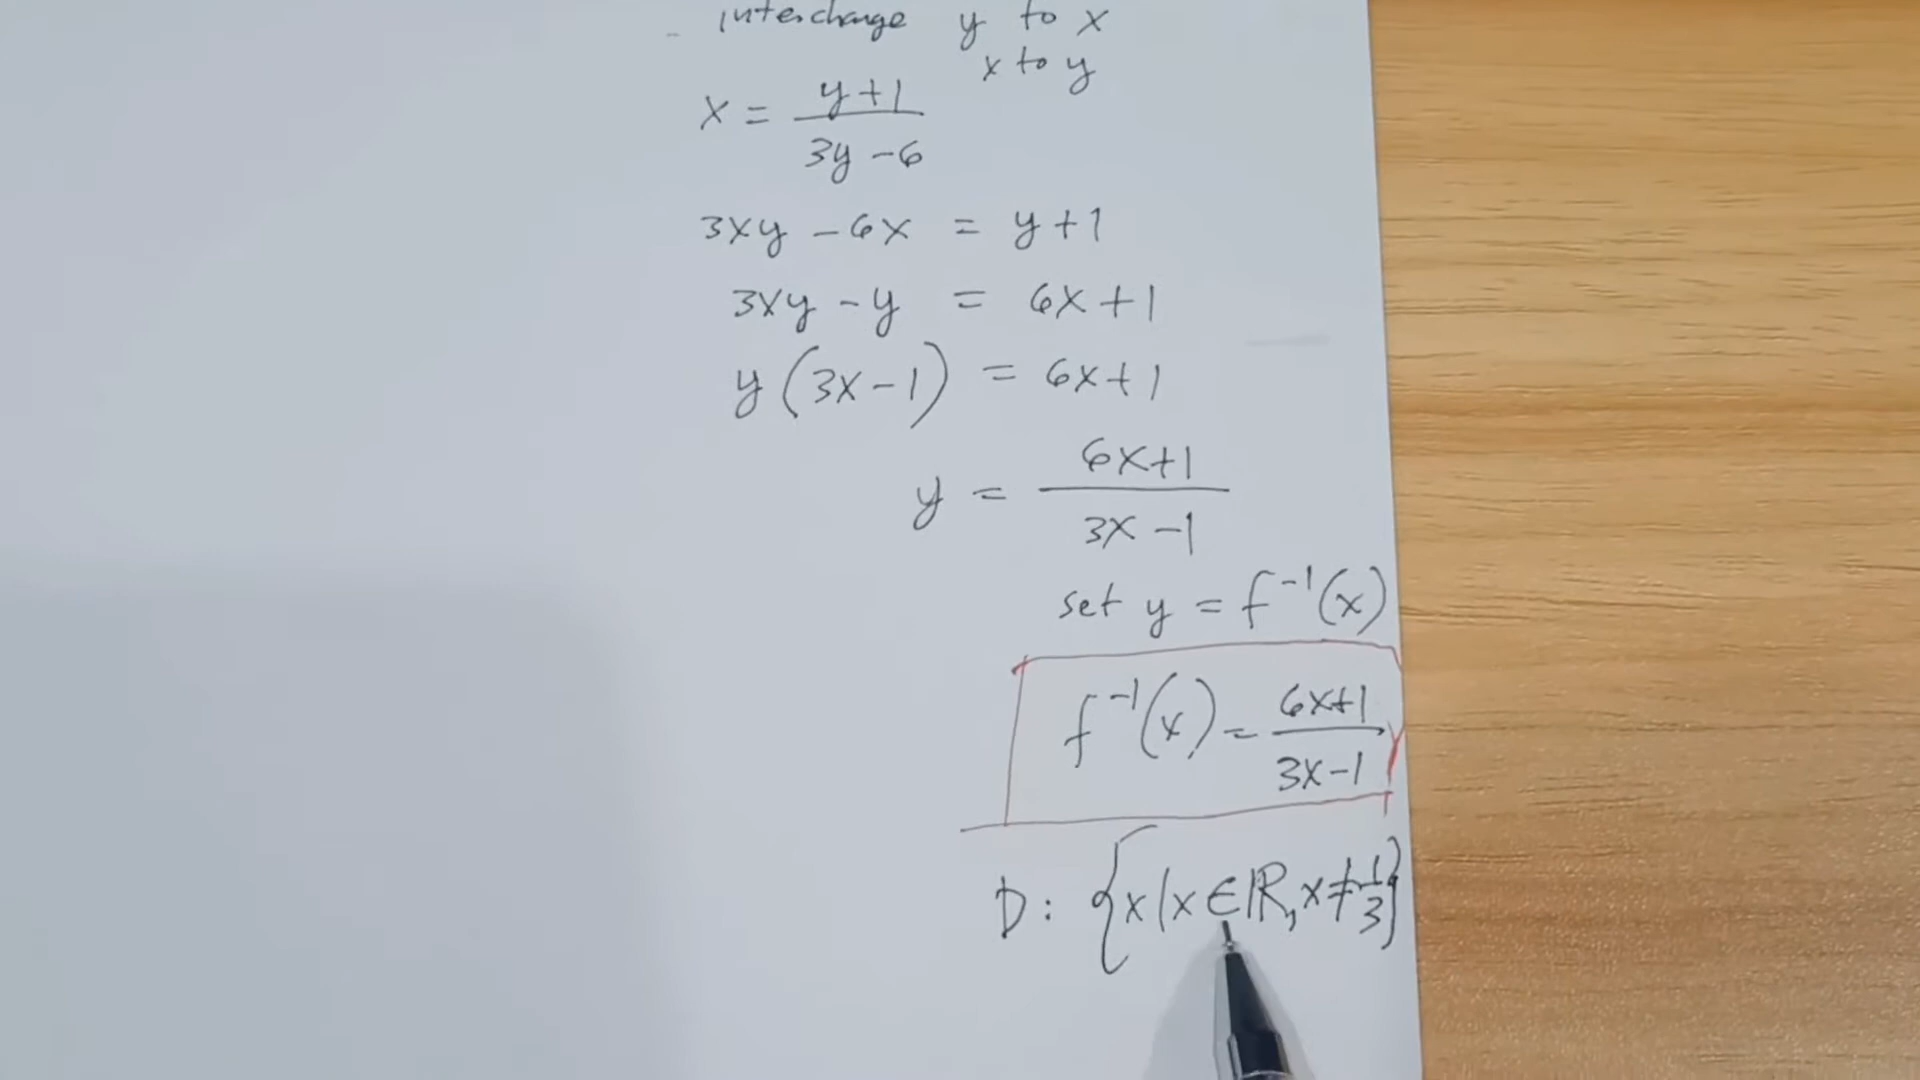 interchange y to x
x to y
x = y+1 / 3y-6
3xy - 6x = y+1
3xy - y = 6x+1
y(3x-1) = 6x+1
y = 6x+1 / 3x-1
set y = f⁻¹(x)
f⁻¹(x) = 6x+1 / 3x-1
D: {x|x∈ℝ, x≠1/3}